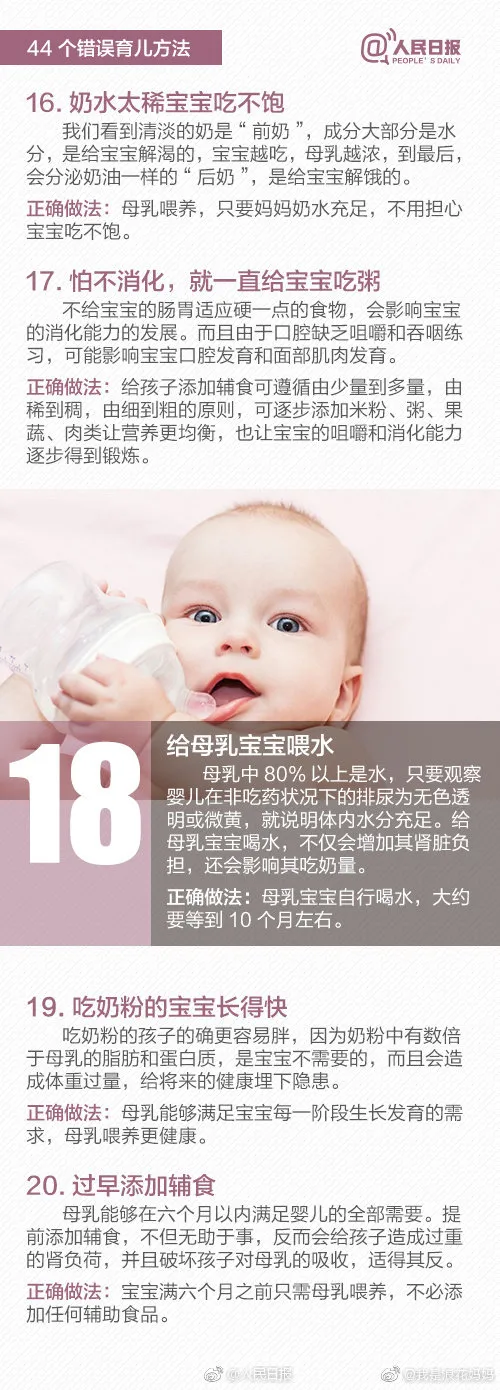 44 个错误育儿方法
@人民日报
PEOPLE'S DAILY
16. 奶水太稀宝宝吃不饱
我们看到清淡的奶是“前奶”，成分大部分是水
分，是给宝宝解渴的，宝宝越吃，母乳越浓，到最后，
会分泌奶油一样的“后奶”，是给宝宝解饿的。
正确做法：母乳喂养，只要妈妈奶水充足，不用担心
宝宝吃不饱。
17. 怕不消化，就一直给宝宝吃粥
不给宝宝的肠胃适应硬一点的食物，会影响宝宝
的消化能力的发展。而且由于口腔缺乏咀嚼和吞咽练
习，可能影响宝宝口腔发育和面部肌肉发育。
正确做法：给孩子添加辅食可遵循由少量到多量，由
稀到稠，由细到粗的原则，可逐步添加米粉、粥、果
蔬、肉类让营养更均衡，也让宝宝的咀嚼和消化能力
逐步得到锻炼。
18
给母乳宝宝喂水
母乳中 80% 以上是水，只要观察
婴儿在非吃药状况下的排尿为无色透
明或微黄，就说明体内水分充足。给
母乳宝宝喝水，不仅会增加其肾脏负
担，还会影响其吃奶量。
正确做法：母乳宝宝自行喝水，大约
要等到 10 个月左右。
19. 吃奶粉的宝宝长得快
吃奶粉的孩子的确更容易胖，因为奶粉中有数倍
于母乳的脂肪和蛋白质，是宝宝不需要的，而且会造
成体重过量，给将来的健康埋下隐患。
正确做法：母乳能够满足宝宝每一阶段生长发育的需
求，母乳喂养更健康。
20. 过早添加辅食
母乳能够在六个月以内满足婴儿的全部需要。提
前添加辅食，不但无助于事，反而会给孩子造成过重
的肾负荷，并且破坏孩子对母乳的吸收，适得其反。
正确做法：宝宝满六个月之前只需母乳喂养，不必添
加任何辅助食品。
@人民日报